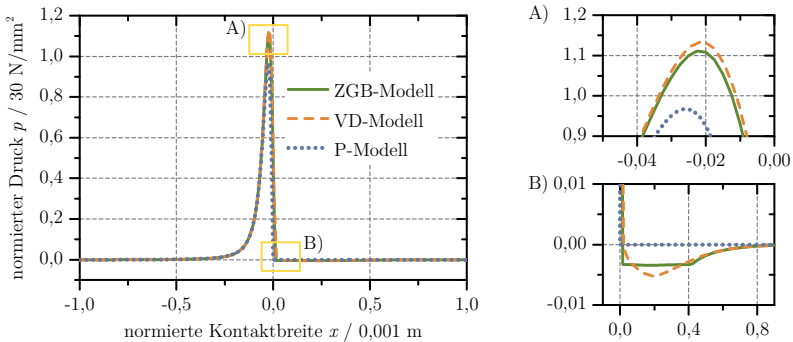 1,2
1,0
0,8
0,6
0,4
0,2
0,0
normierter Druck p / 30 N/mm²
-1,0 -0,5 0,0 0,5 1,0
normierte Kontaktbreite x / 0,001 m
A)
B)
ZGB-Modell
VD-Modell
P-Modell
A)
1,2
1,1
1,0
0,9
-0,04 -0,02 0,00
B)
0,01
0,00
-0,01
0,0 0,4 0,8